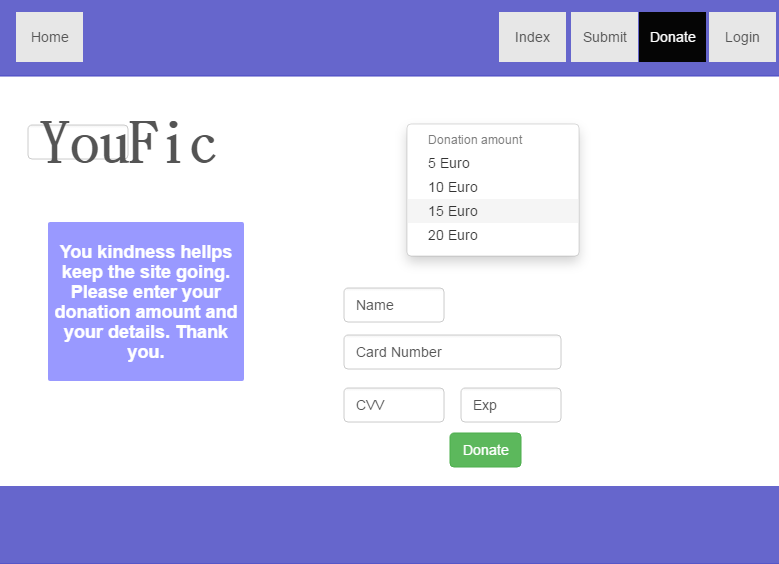 Home
Index
Submit
Donate
Login
YouFic
Donation amount
5 Euro
10 Euro
15 Euro
20 Euro
You kindness hellps
keep the site going.
Please enter your
donation amount and
your details. Thank
you.
Name
Card Number
CVV
Exp
Donate